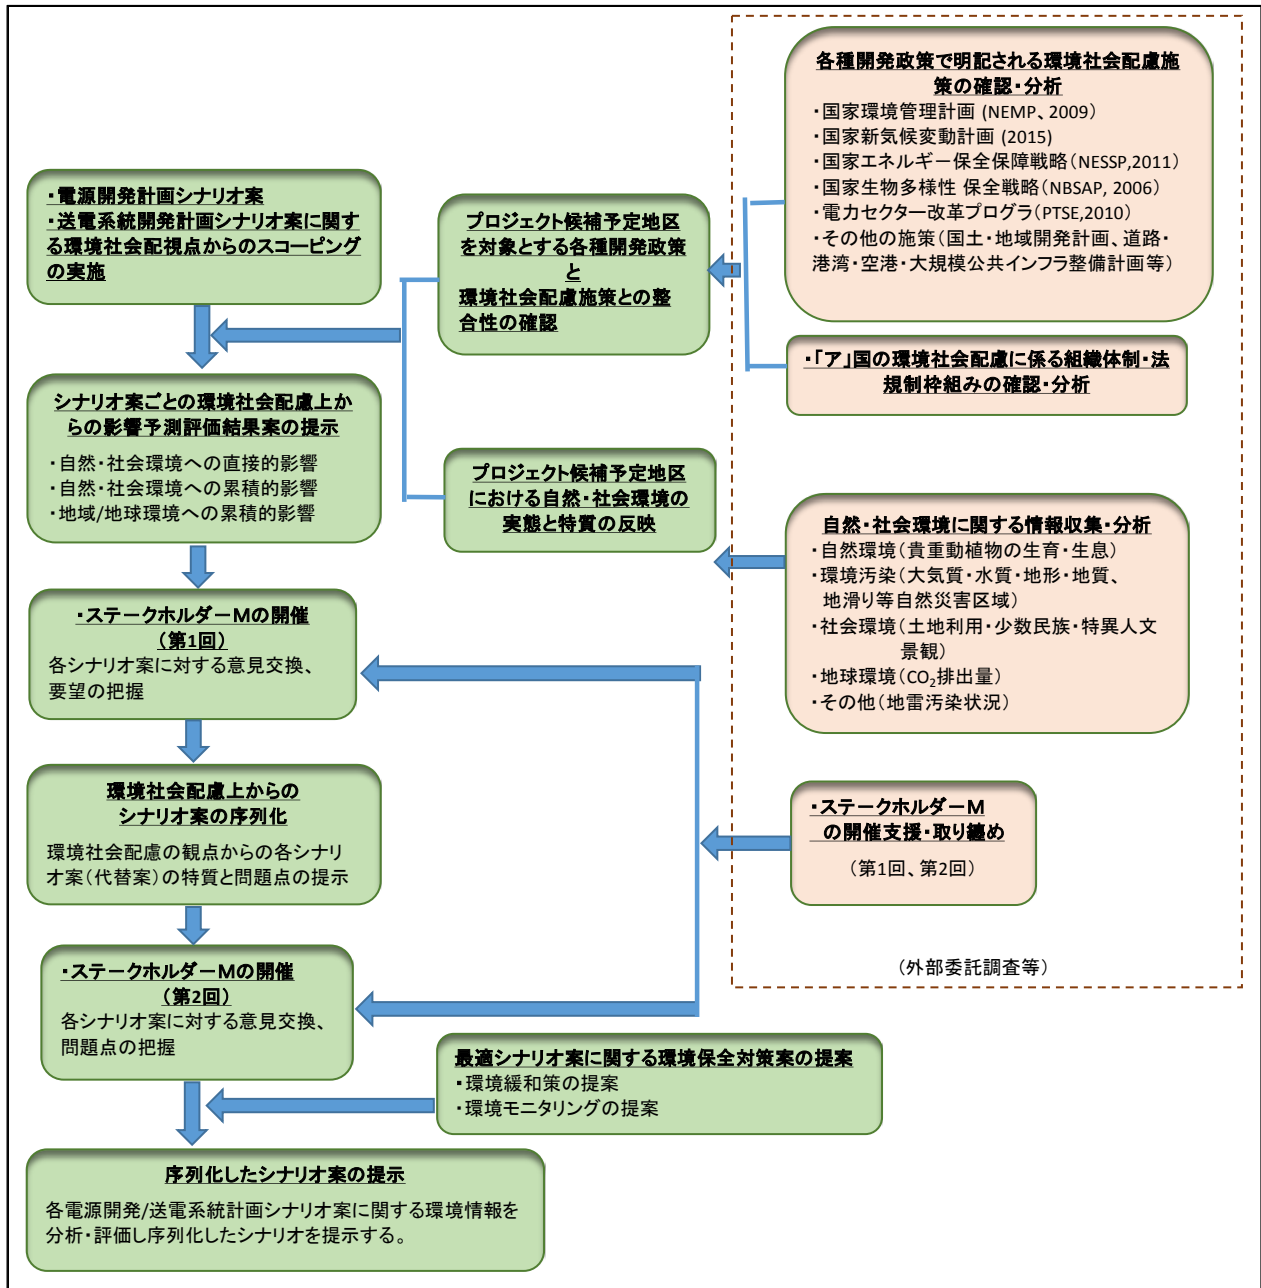 ・電源開発計画シナリオ案
・送電系統開発計画シナリオ案に関す
る環境社会配視点からのスコーピング
の実施
シナリオ案ごとの環境社会配慮上か
らの影響予測評価結果案の提示
・自然・社会環境への直接的影響
・自然・社会環境への累積的影響
・地域/地球環境への累積的影響
・ステークホルダーMの開催
(第1回)
各シナリオ案に対する意見交換、
要望の把握
環境社会配慮上からの
シナリオ案の序列化
環境社会配慮の観点からの各シナリ
オ案(代替案)の特質と問題点の提示
・ステークホルダーMの開催
(第2回)
各シナリオ案に対する意見交換、
問題点の把握
序列化したシナリオ案の提示
各電源開発/送電系統計画シナリオ案に関する環境情報を
分析・評価し序列化したシナリオを提示する。
プロジェクト候補予定地区
を対象とする各種開発政策
と
環境社会配慮施策との整
合性の確認
プロジェクト候補予定地区
における自然・社会環境の
実態と特質の反映
最適シナリオ案に関する環境保全対策案の提案
・環境緩和策の提案
・環境モニタリングの提案
各種開発政策で明記される環境社会配慮施
策の確認・分析
・国家環境管理計画 (NEMP、2009)
・国家新気候変動計画 (2015)
・国家エネルギー保全保障戦略(NESSP,2011)
・国家生物多様性 保全戦略(NBSAP, 2006)
・電力セクター改革プログラ(PTSE,2010)
・その他の施策(国土・地域開発計画、道路・
港湾・空港・大規模公共インフラ整備計画等)
・「ア」国の環境社会配慮に係る組織体制・法
規制枠組みの確認・分析
自然・社会環境に関する情報収集・分析
・自然環境(貴重動植物の生育・生息)
・環境汚染(大気質・水質・地形・地質、
地滑り等自然災害区域)
・社会環境(土地利用・少数民族・特異人文
景観)
・地球環境(CO₂排出量)
・その他(地雷汚染状況)
・ステークホルダーM
の開催支援・取り纏め
(第1回、第2回)
(外部委託調査等)